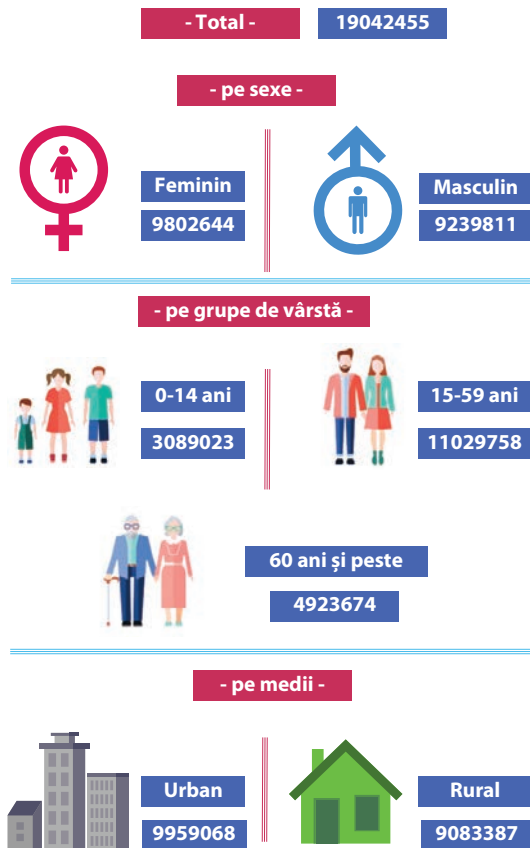 - Total -
19042455
- pe sexe -
Feminin
9802644
Masculin
9239811
- pe grupe de vârstă -
0-14 ani
3089023
15-59 ani
11029758
60 ani și peste
4923674
- pe medii -
Urban
9959068
Rural
9083387